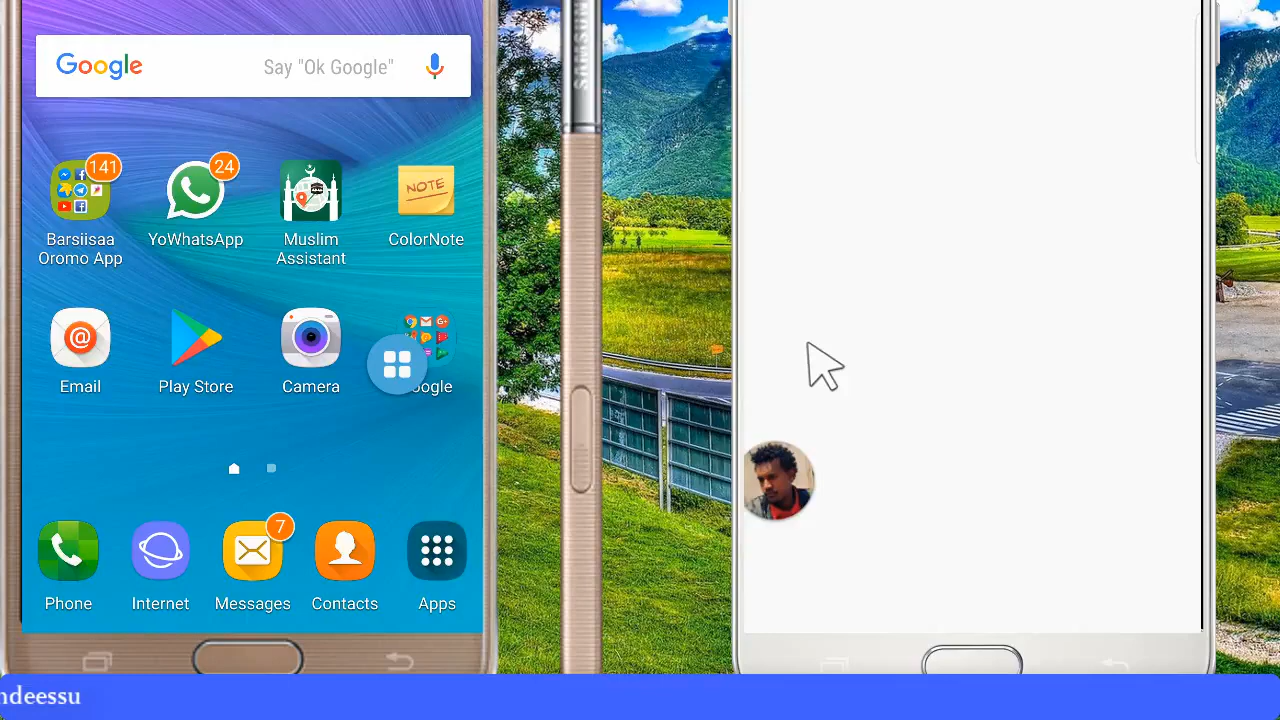 SAMSUNG
Google
Say "Ok Google"
141
24
NOTE
Barsiisaa
Oromo App
YoWhatsApp
Muslim
Assistant
ColorNote
Email
Play Store
Camera
7
Phone
Internet
Messages
Contacts
Apps
ndeessu